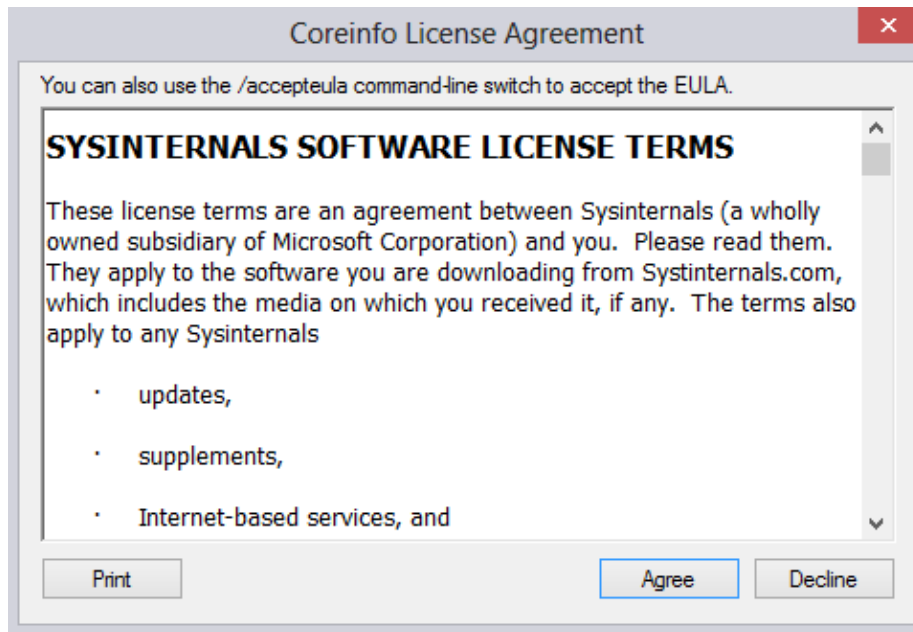 Coreinfo License Agreement
You can also use the /accepteula command-line switch to accept the EULA.
SYSINTERNALS SOFTWARE LICENSE TERMS
These license terms are an agreement between Sysinternals (a wholly
owned subsidiary of Microsoft Corporation) and you.  Please read them.
They apply to the software you are downloading from Systinternals.com,
which includes the media on which you received it, if any.  The terms also
apply to any Sysinternals
· updates,
· supplements,
· Internet-based services, and
Print Agree Decline